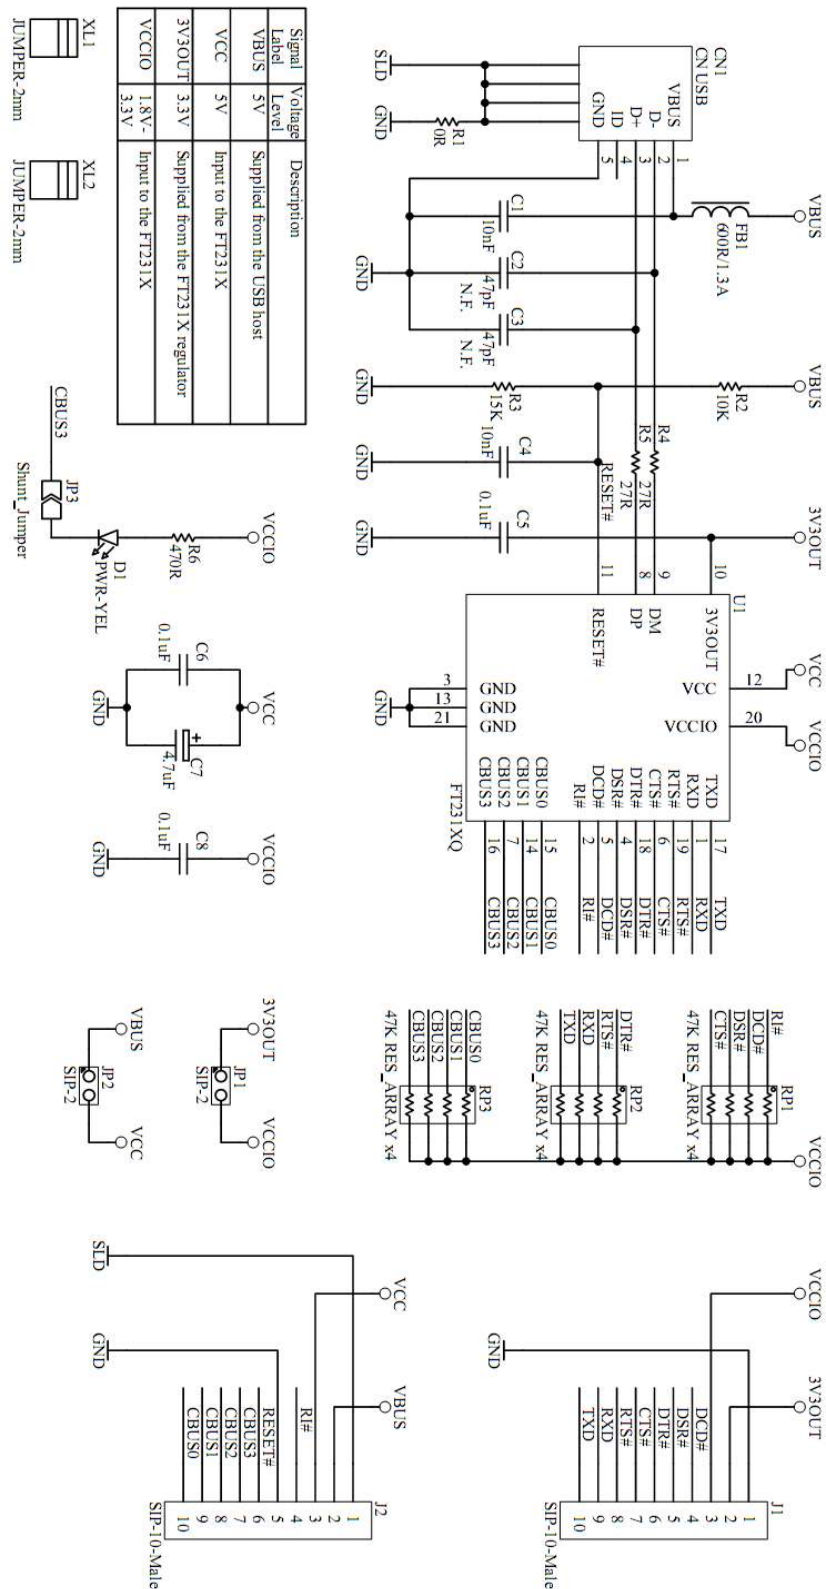 CN1
CN USB
VBUS
D-
D+
ID
GND
1
2
3
4
5
SLD
R1
0R
GND
VBUS
FB1
600R/1.3A
C1
10nF
C2
47pF
N.F.
C3
47pF
N.F.
GND
VBUS
R2
10K
R3
15K
GND
R4
27R
R5
27R
C4
10nF
GND
RESET#
3V3OUT
C5
0.1uF
GND
10
9
8
11
U1
3V3OUT
DM
DP
RESET#
VCC
12
VCC
VCCIO
20
VCCIO
3
GND
13
GND
21
GND
GND
TXD
17
TXD
RXD
1
RXD
RTS#
19
RTS#
CTS#
6
CTS#
DTR#
18
DTR#
DSR#
4
DSR#
DCD#
5
DCD#
RI#
2
RI#
CBUS0
15
CBUS0
CBUS1
14
CBUS1
CBUS2
7
CBUS2
CBUS3
16
CBUS3
FT231XQ
VCCIO
RI#
DCD#
DSR#
CTS#
RP1
47K RES_ARRAY x4
DTR#
RTS#
RXD
TXD
RP2
47K RES_ARRAY x4
CBUS0
CBUS1
CBUS2
CBUS3
RP3
47K RES_ARRAY x4
VCCIO
3V3OUT
GND
DCD#
DSR#
DTR#
CTS#
RTS#
RXD
TXD
J1
1
2
3
4
5
6
7
8
9
10
SIP-10-Male
Signal Label
Voltage Level
Description
VBUS
5V
Supplied from the USB host
VCC
5V
Input to the FT231X
3V3OUT
3.3V
Supplied from the FT231X regulator
VCCIO
1.8V-
3.3V
Input to the FT231X
XL1
JUMPER-2mm
XL2
JUMPER-2mm
CBUS3
JP3
Shunt_Jumper
VCCIO
R6
470R
D1
PWR-YEL
VCC
C6
0.1uF
+
C7
4.7uF
GND
VCCIO
C8
0.1uF
GND
3V3OUT
VCCIO
JP1
SIP-2
VBUS
VCC
JP2
SIP-2
VCC
VBUS
SLD
GND
RI#
RESET#
CBUS3
CBUS2
CBUS1
CBUS0
J2
1
2
3
4
5
6
7
8
9
10
SIP-10-Male